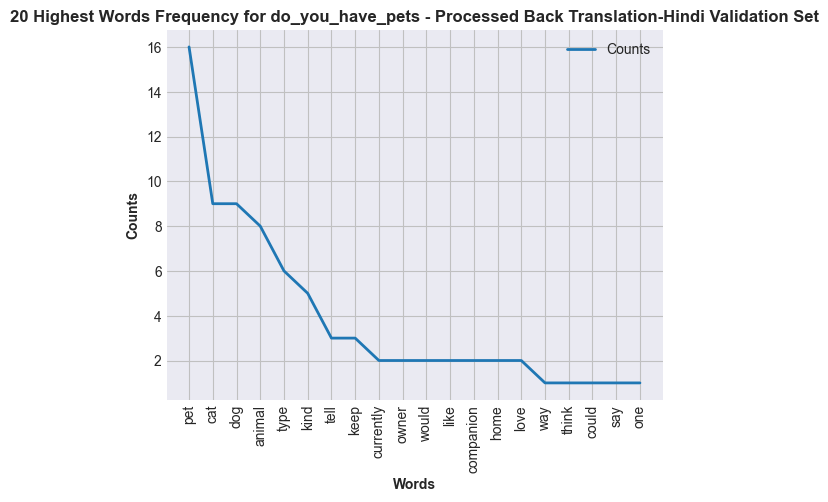 20 Highest Words Frequency for do_you_have_pets - Processed Back Translation-Hindi Validation Set
Counts
16
14
12
10
8
6
4
2
Counts
pet
cat
dog
animal
type
kind
tell
keep
currently
owner
would
like
companion
home
love
way
think
could
say
one
Words